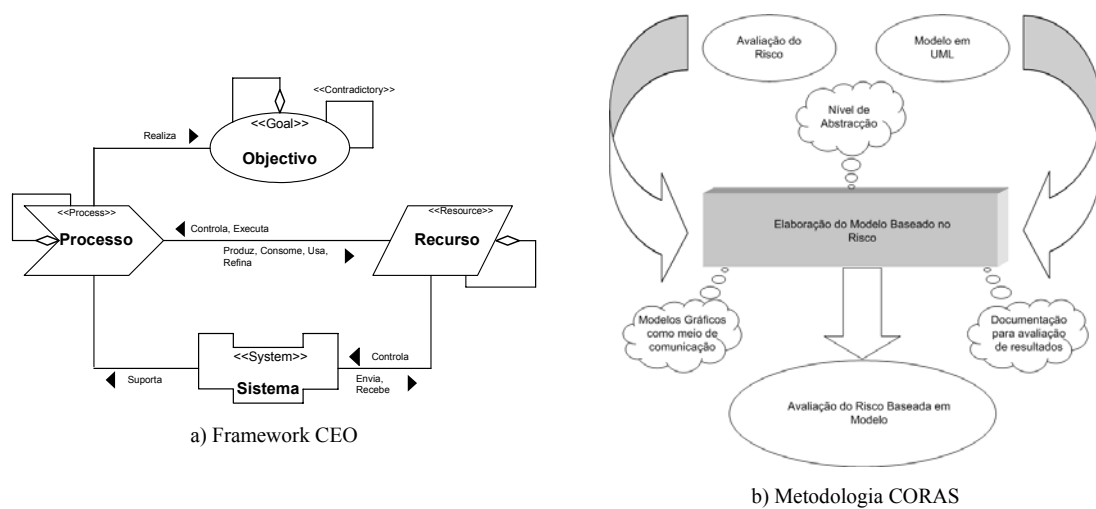 <<Contradictory>>
<<Goal>>
Objectivo
Realiza
<<Process>>
Processo
Controla, Executa
Produz, Consome, Usa,
Refina
<<Resource>>
Recurso
<<System>>
Sistema
Suporta
Controla
Envia,
Recebe
a) Framework CEO
Avaliação do
Risco
Modelo em
UML
Nível de
Abstracção
Elaboração do Modelo Baseado no
Risco
Modelos Gráficos
como meio de
comunicação
Documentação
para avaliação
de resultados
Avaliação do Risco Baseada em
Modelo
b) Metodologia CORAS